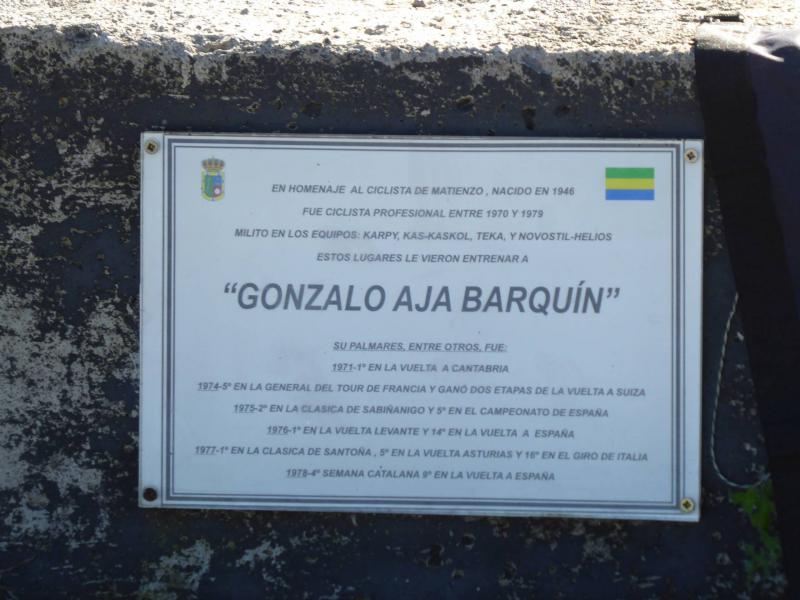 EN HOMENAJE AL CICLISTA DE MATIENZO , NACIDO EN 1946
FUE CICLISTA PROFESIONAL ENTRE 1970 Y 1979
MILITO EN LOS EQUIPOS: KARPY, KAS-KASKOL, TEKA, Y NOVOSTIL-HELIOS
ESTOS LUGARES LE VIERON ENTRENAR A
“GONZALO AJA BARQUÍN”
SU PALMARES, ENTRE OTROS, FUE:
1971-1º EN LA VUELTA A CANTABRIA
1974-5º EN LA GENERAL DEL TOUR DE FRANCIA Y GANÓ DOS ETAPAS DE LA VUELTA A SUIZA
1975-2º EN LA CLASICA DE SABIÑANIGO Y 5º EN EL CAMPEONATO DE ESPAÑA
1976-1º EN LA VUELTA LEVANTE Y 14º EN LA VUELTA A ESPAÑA
1977-1º EN LA CLASICA DE SANTOÑA , 5º EN LA VUELTA ASTURIAS Y 16º EN EL GIRO DE ITALIA
1978-4º SEMANA CATALANA 9º EN LA VUELTA A ESPAÑA